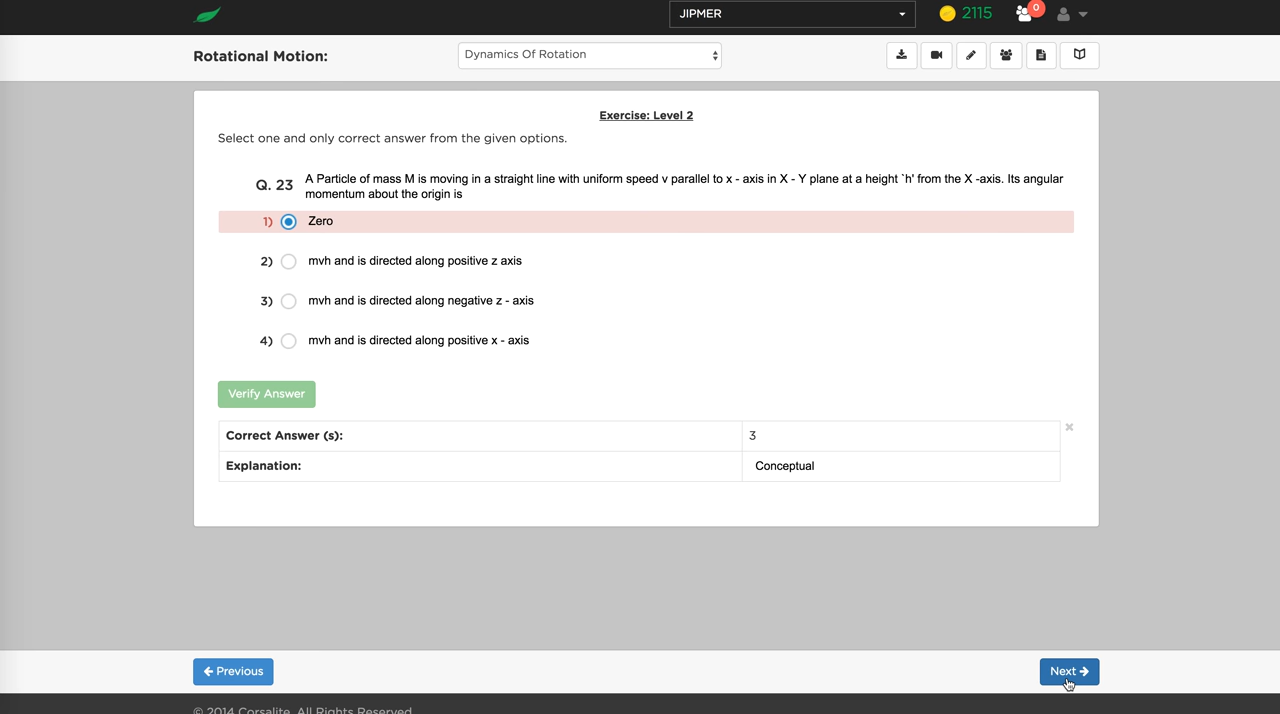 JIPMER
2115
0
Rotational Motion:
Dynamics Of Rotation
Exercise: Level 2
Select one and only correct answer from the given options.
Q. 23 A Particle of mass M is moving in a straight line with uniform speed v parallel to x - axis in X - Y plane at a height `h' from the X -axis. Its angular
momentum about the origin is
1) Zero
2) mvh and is directed along positive z axis
3) mvh and is directed along negative z - axis
4) mvh and is directed along positive x - axis
Verify Answer
Correct Answer (s): 3
Explanation: Conceptual
Previous
Next
© 2014 Corsalite. All Rights Reserved